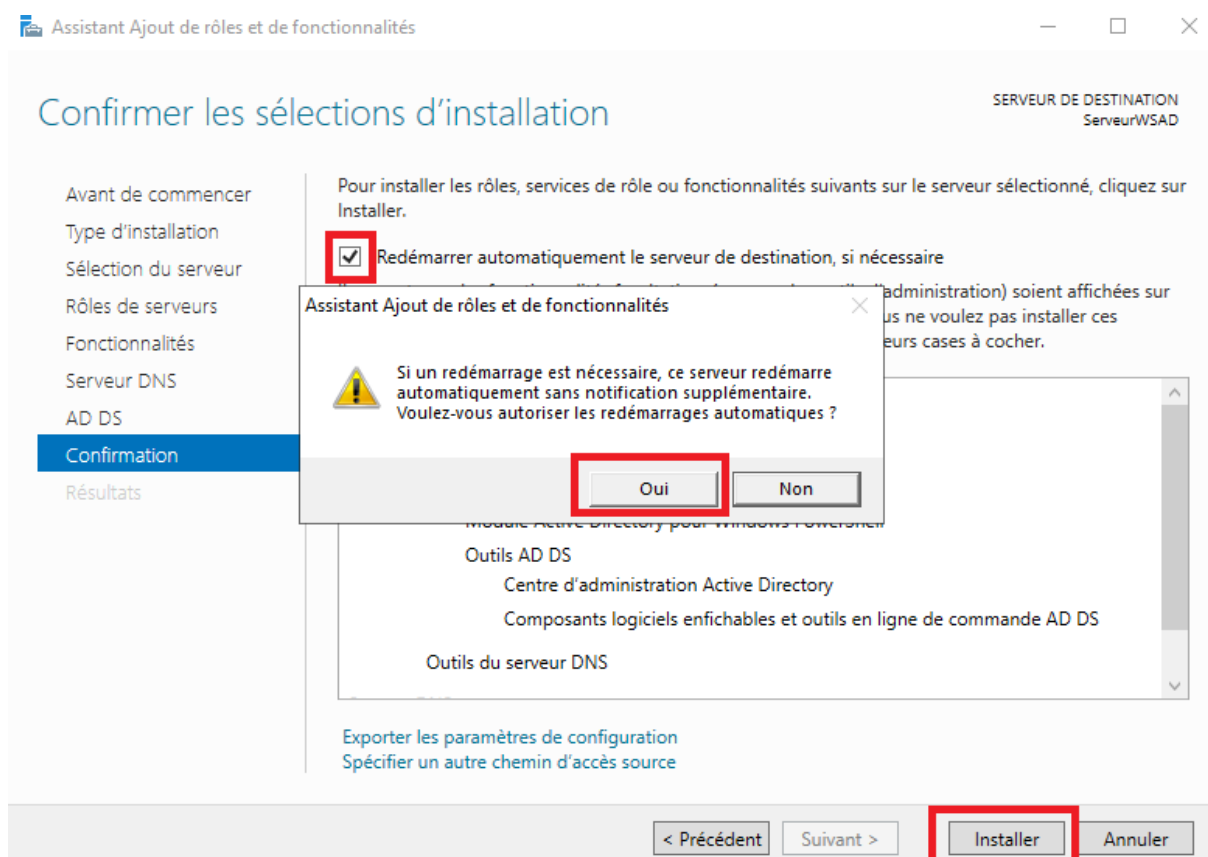 Assistant Ajout de rôles et de fonctionnalités
Confirmer les sélections d'installation
SERVEUR DE DESTINATION
ServeurWSAD
Avant de commencer
Type d'installation
Sélection du serveur
Rôles de serveurs
Fonctionnalités
Serveur DNS
AD DS
Confirmation
Résultats
Pour installer les rôles, services de rôle ou fonctionnalités suivants sur le serveur sélectionné, cliquez sur
Installer.
Redémarrer automatiquement le serveur de destination, si nécessaire
administration) soient affichées sur
ne voulez pas installer ces
cases à cocher.
Assistant Ajout de rôles et de fonctionnalités
Si un redémarrage est nécessaire, ce serveur redémarre
automatiquement sans notification supplémentaire.
Voulez-vous autoriser les redémarrages automatiques ?
Oui
Non
Module Active Directory pour Windows PowerShell
Outils AD DS
Centre d'administration Active Directory
Composants logiciels enfichables et outils en ligne de commande AD DS
Outils du serveur DNS
Exporter les paramètres de configuration
Spécifier un autre chemin d'accès source
< Précédent
Suivant >
Installer
Annuler